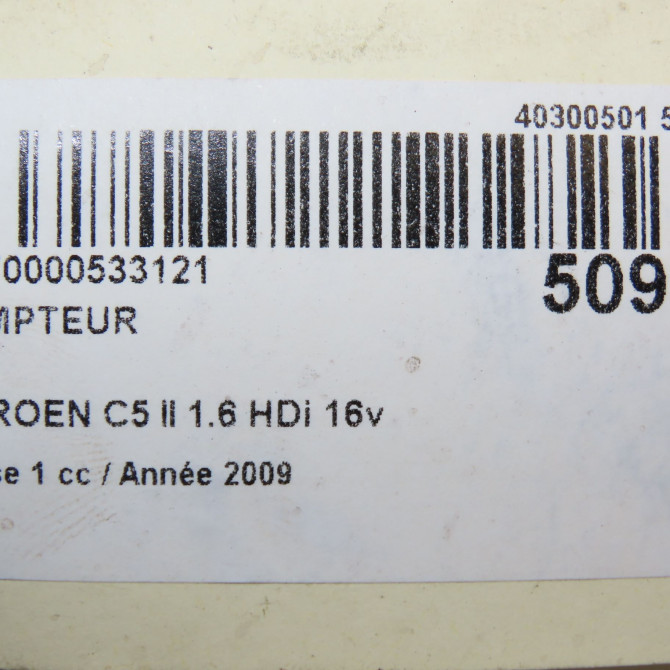 40300501 5
0000533121
509
MPTEUR
ROEN C5 II 1.6 HDi 16v
se 1 cc / Année 2009